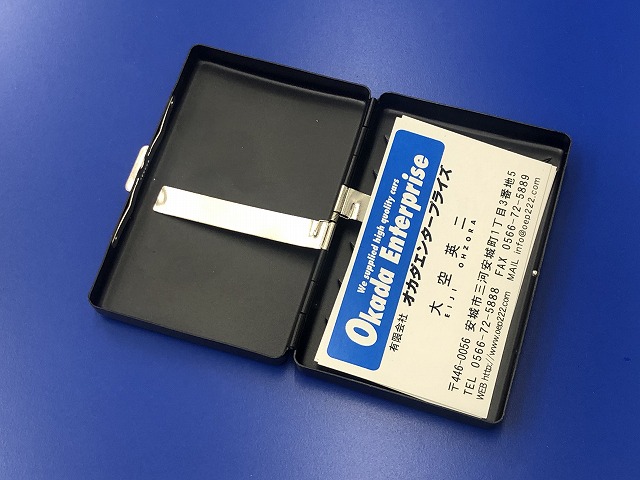 We supplied high quality cars
Okada Enterprise
有限会社 オカダエンタープライズ
大空英二
EIJI OHZORA
〒446-0056 安城市三河安城町1丁目3番地5
TEL 0566-72-5888 FAX 0566-72-5889
WEB http://www.oep222.com MAIL info@oep222.com